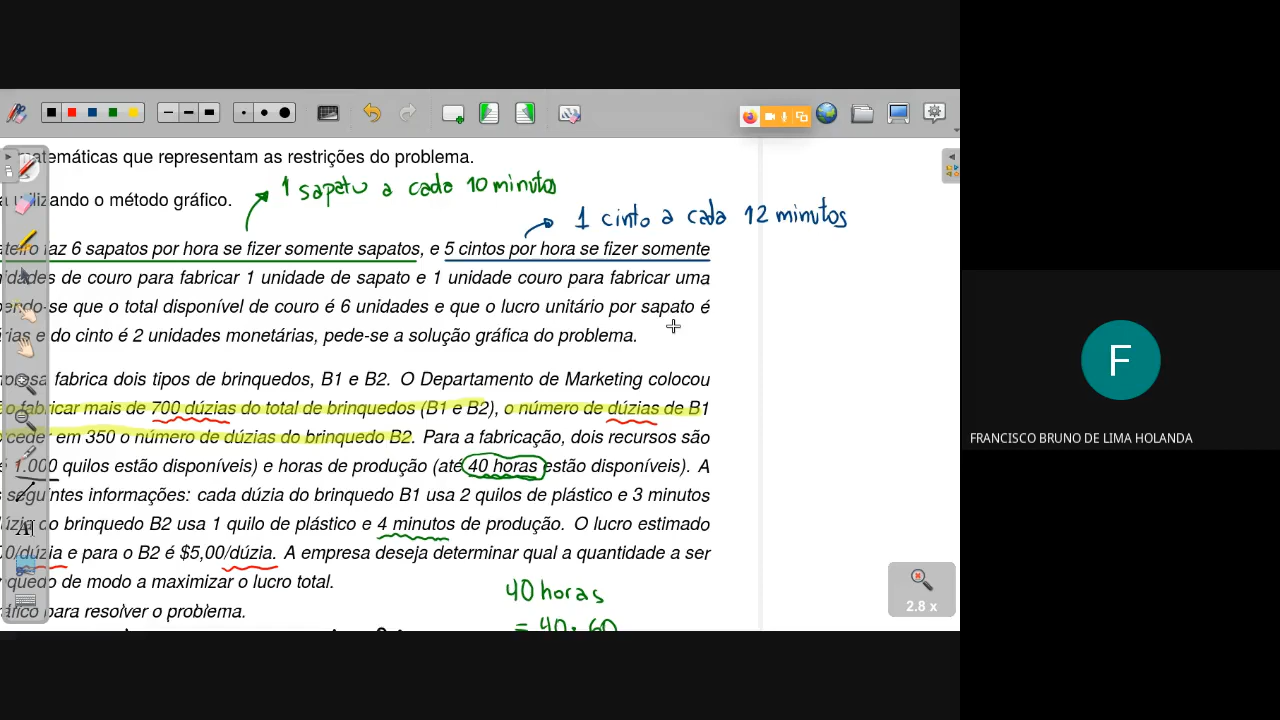 matemáticas que representam as restrições do problema.
1 sapato a cada 10 minutos
a utilizando o método gráfico.
1 cinto a cada 12 minutos
faz 6 sapatos por hora se fizer somente sapatos, e 5 cintos por hora se fizer somente
de couro para fabricar 1 unidade de sapato e 1 unidade couro para fabricar uma
que o total disponível de couro é 6 unidades e que o lucro unitário por sapato é
e do cinto é 2 unidades monetárias, pede-se a solução gráfica do problema.
fabrica dois tipos de brinquedos, B1 e B2. O Departamento de Marketing colocou
fabricar mais de 700 dúzias do total de brinquedos (B1 e B2), o número de dúzias de B1
em 350 o número de dúzias do brinquedo B2. Para a fabricação, dois recursos são
1.000 quilos estão disponíveis) e horas de produção (até 40 horas estão disponíveis). A
seguintes informações: cada dúzia do brinquedo B1 usa 2 quilos de plástico e 3 minutos
do brinquedo B2 usa 1 quilo de plástico e 4 minutos de produção. O lucro estimado
/dúzia e para o B2 é $5,00/dúzia. A empresa deseja determinar qual a quantidade a ser
de modo a maximizar o lucro total.
40 horas
para resolver o problema.
= 40 . 60
2.8 x
F
FRANCISCO BRUNO DE LIMA HOLANDA